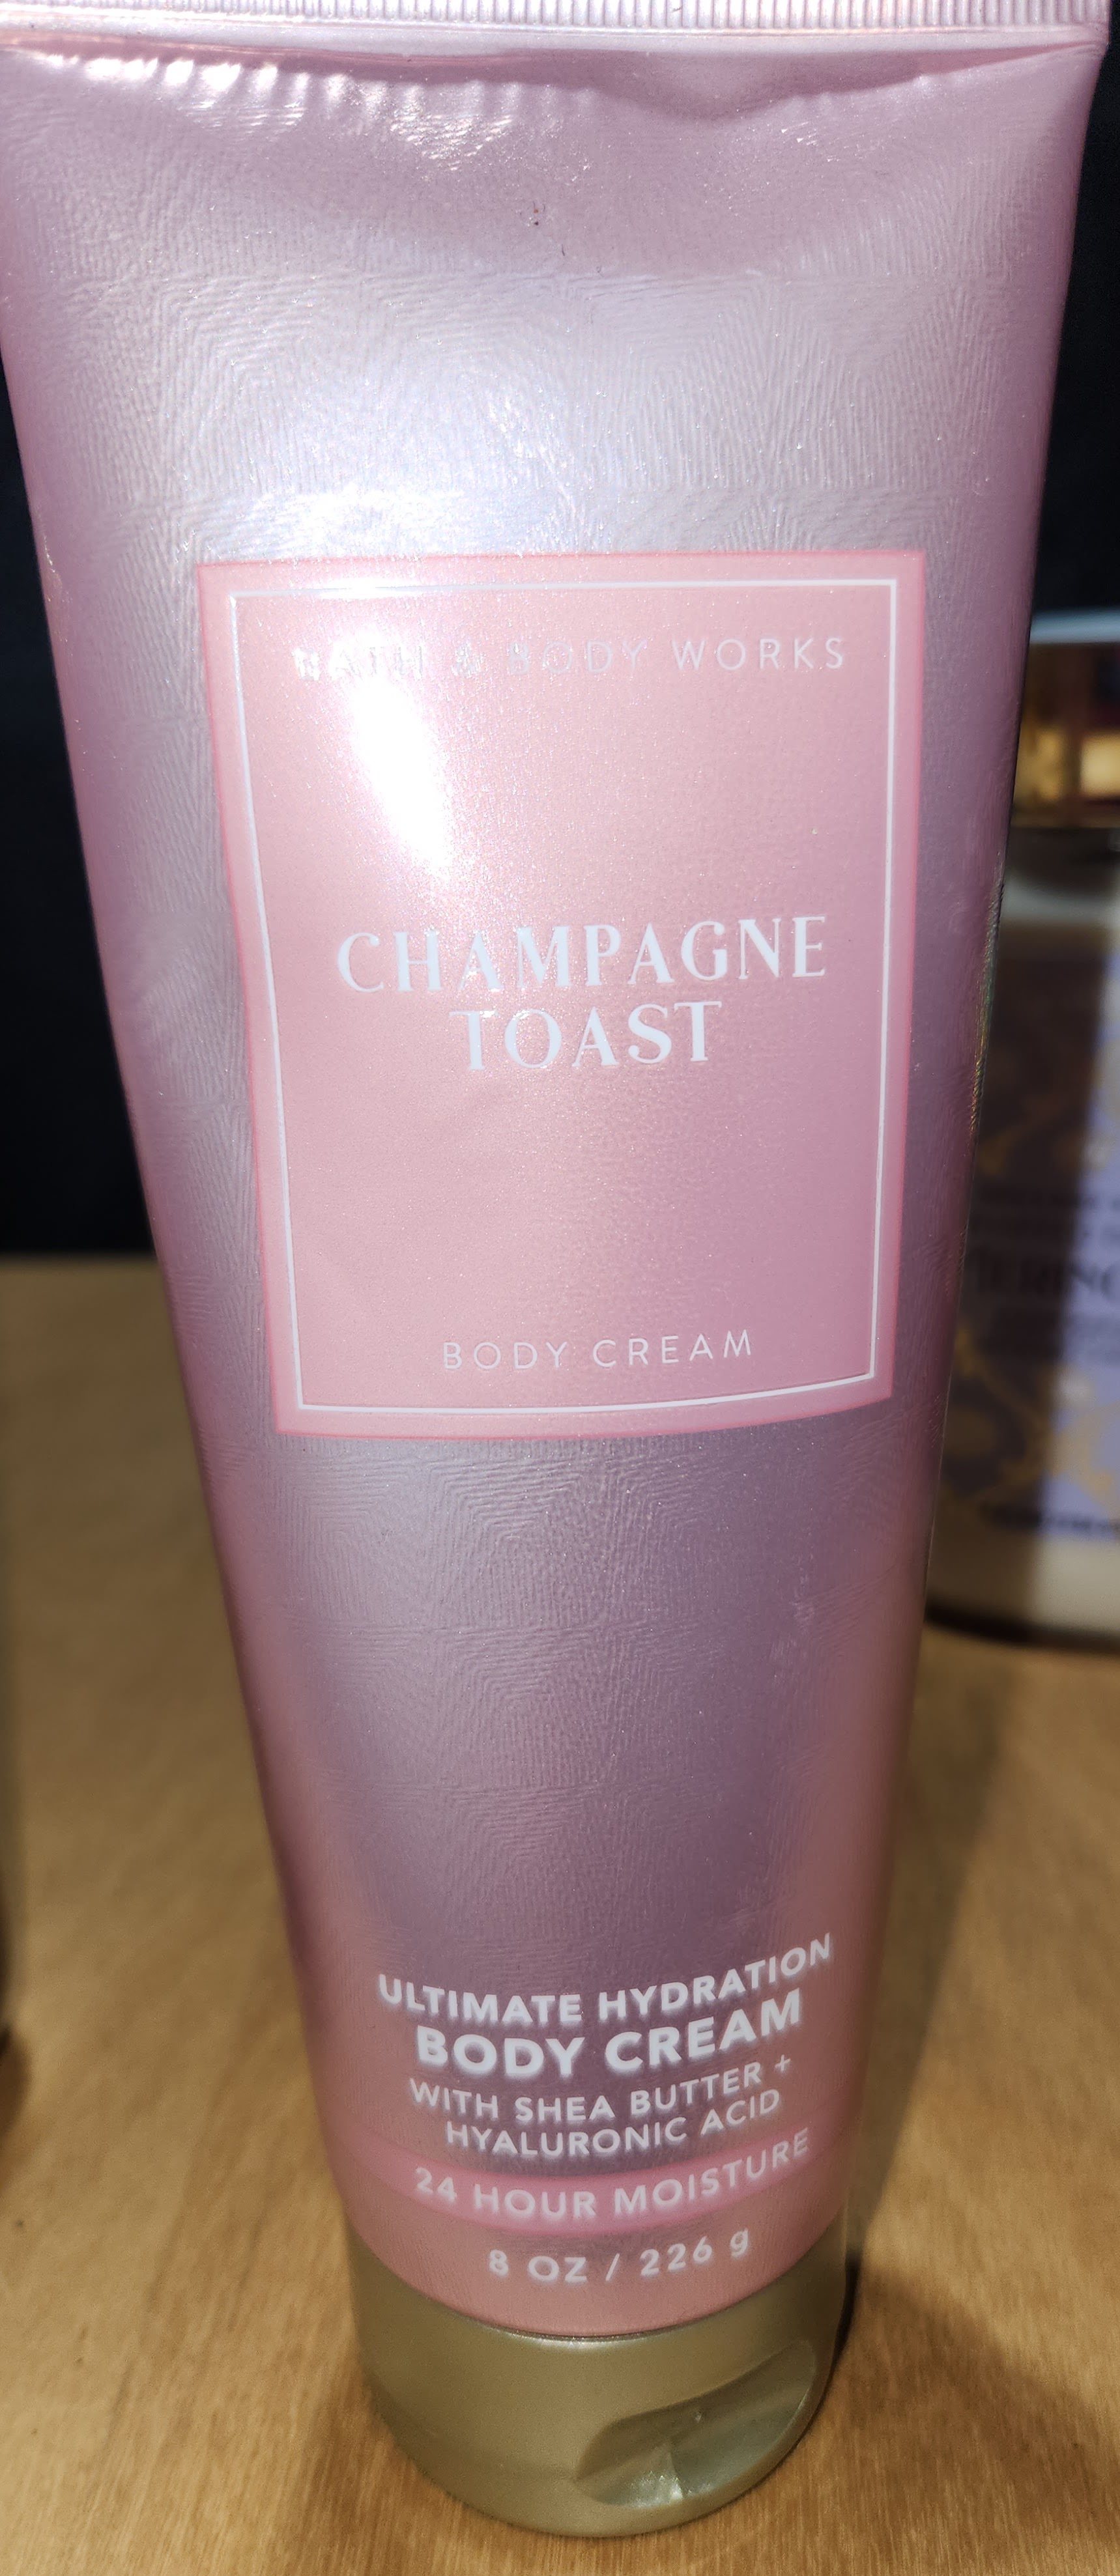 BATH & BODY WORKS
CHAMPAGNE
TOAST
BODY CREAM
ULTIMATE HYDRATION
BODY CREAM
WITH SHEA BUTTER +
HYALURONIC ACID
24 HOUR MOISTURE
8 OZ / 226 g